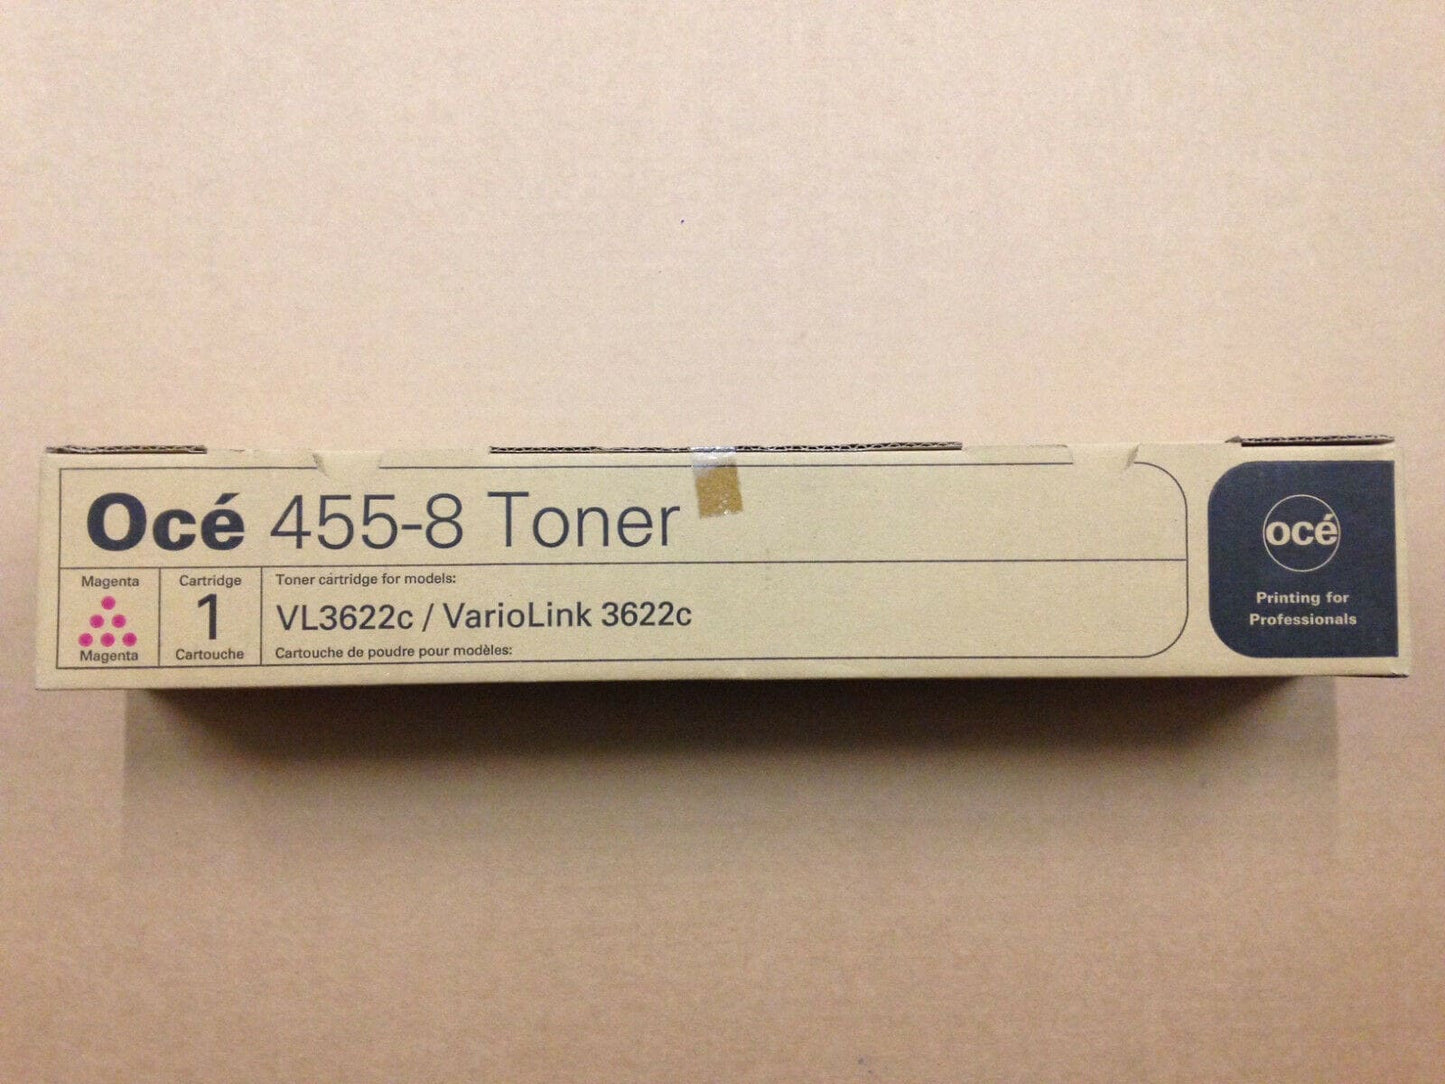 Océ 455-8 Toner
Magenta
Magenta
Cartridge
1
Cartouche
Toner cartridge for models:
VL3622c / VarioLink 3622c
Cartouche de poudre pour modèles:
océ
Printing for
Professionals